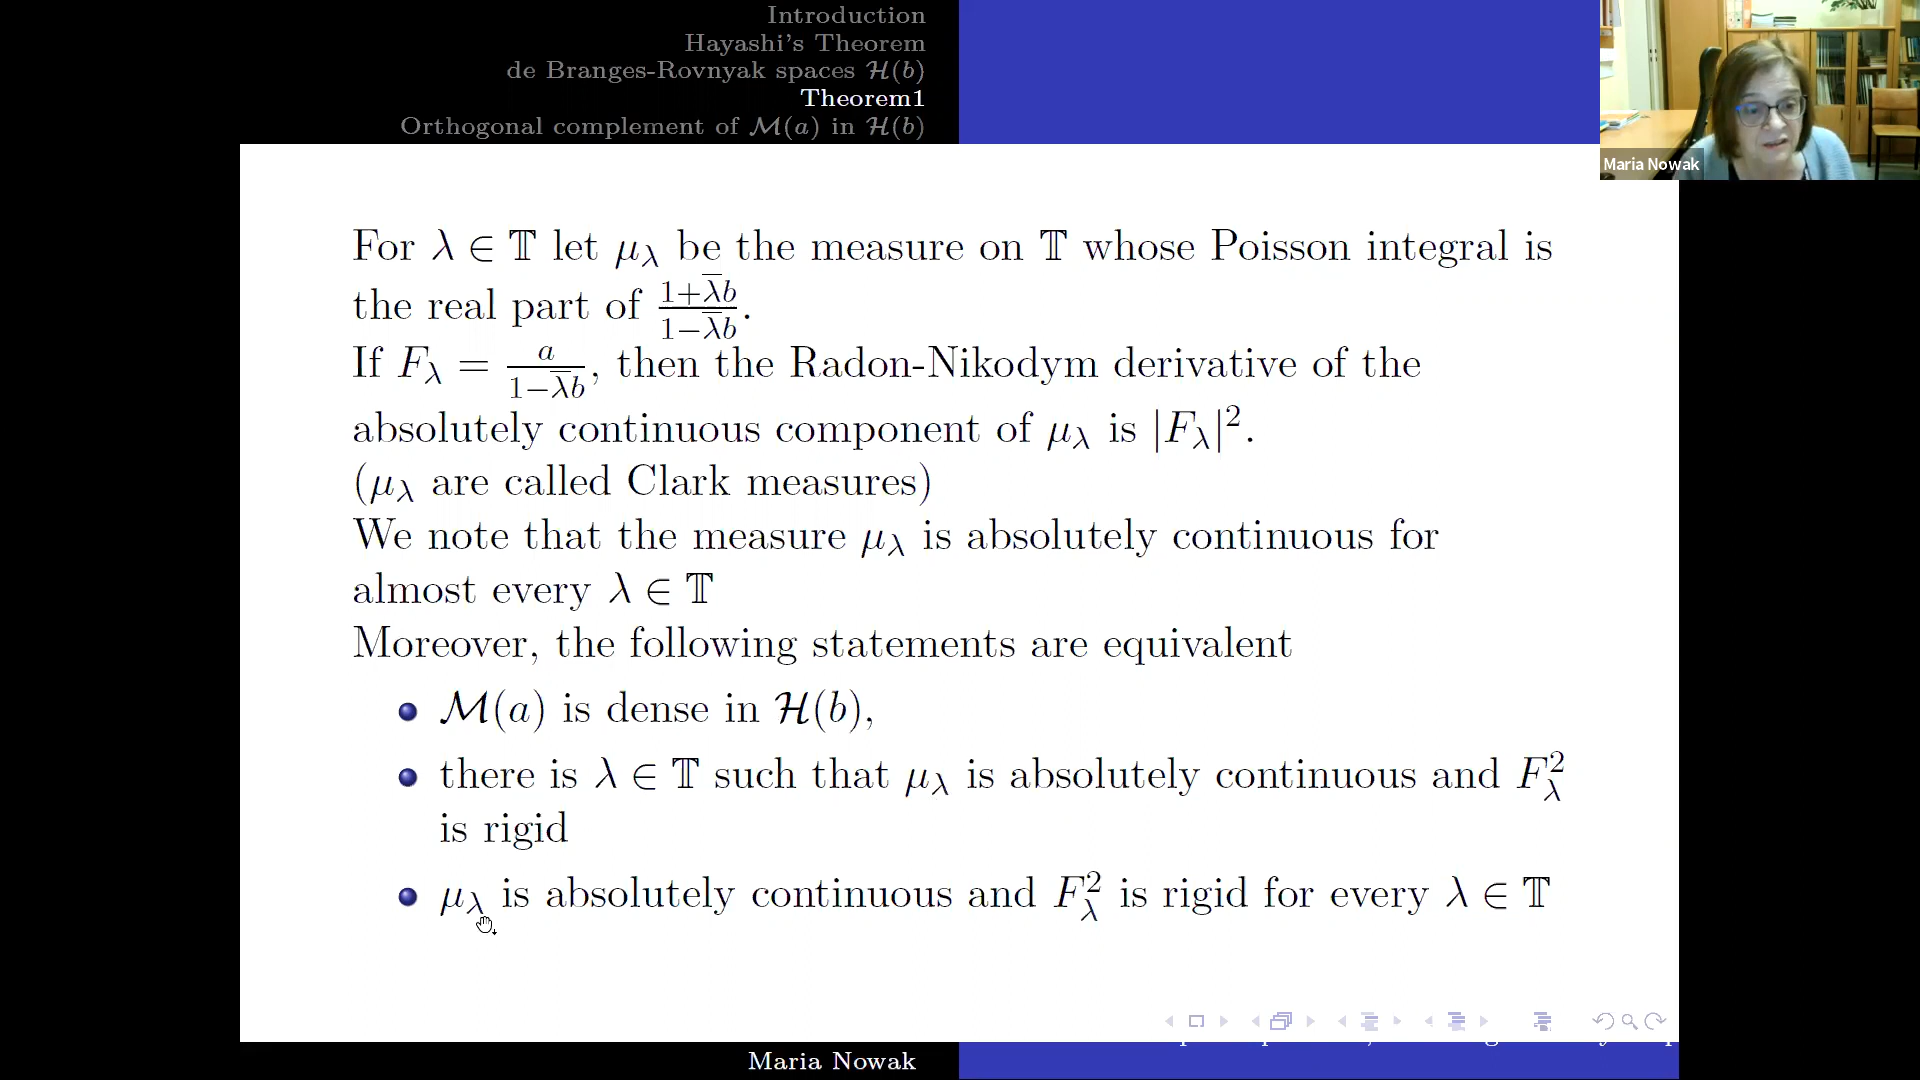 Introduction
Hayashi's Theorem
de Branges-Rovnyak spaces ℋ(b)
Theorem1
Orthogonal complement of ℳ(a) in ℋ(b)
Maria Nowak
For λ ∈ 𝕋 let μ_λ be the measure on 𝕋 whose Poisson integral is
the real part of \frac{1+\overline{λ}b}{1−\overline{λ}b}.
If F_λ = \frac{a}{1−\overline{λ}b}, then the Radon-Nikodym derivative of the
absolutely continuous component of μ_λ is |F_λ|².
(μ_λ are called Clark measures)
We note that the measure μ_λ is absolutely continuous for
almost every λ ∈ 𝕋
Moreover, the following statements are equivalent
ℳ(a) is dense in ℋ(b),
there is λ ∈ 𝕋 such that μ_λ is absolutely continuous and F_λ²
is rigid
μ_λ is absolutely continuous and F_λ² is rigid for every λ ∈ 𝕋
Maria Nowak